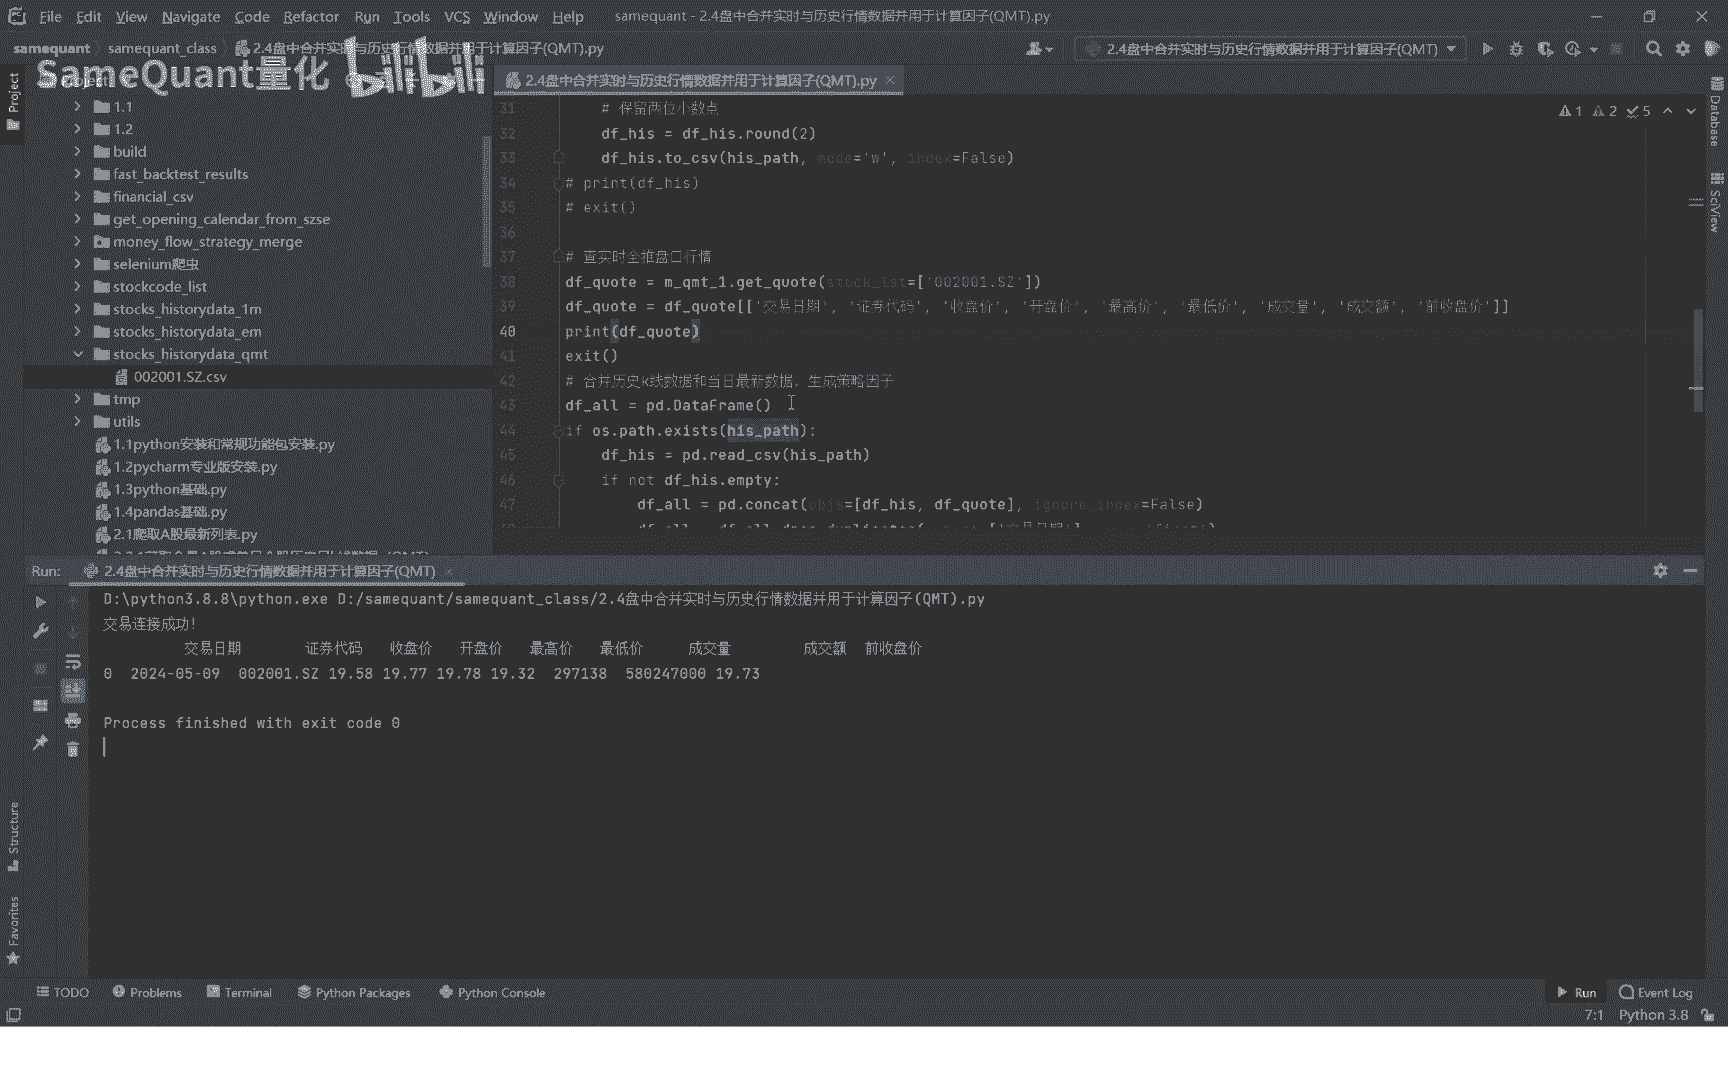 File Edit View Navigate Code Refactor Run Tools VCS Window Help samequant - 2.4盘中合并实时与历史行情数据并用于计算因子(QMT).py
samequant samequant_class 2.4盘中合并实时与历史行情数据并用于计算因子(QMT).py 2.4盘中合并实时与历史行情数据并用于计算因子(QMT)
SameQuant量化 bilibili
Project
2.4盘中合并实时与历史行情数据并用于计算因子(QMT).py
1 2 5
1.1
1.2
build
fast_backtest_results
financial_csv
get_opening_calendar_from_szse
money_flow_strategy_merge
selenium爬虫
stockcode_list
stocks_historydata_1m
stocks_historydata_em
stocks_historydata_qmt
002001.SZ.csv
tmp
utils
1.1python安装和常规功能包安装.py
1.2pycharm专业版安装.py
1.3python基础.py
1.4pandas基础.py
2.1爬取A股最新列表.py
31 # 保留两位小数点
32 df_his = df_his.round(2)
33 df_his.to_csv(his_path, mode='w', index=False)
34 # print(df_his)
35 # exit()
36
37 # 查实时全推盘口行情
38 df_quote = m_qmt_1.get_quote(stock_lst=['002001.SZ'])
39 df_quote = df_quote[['交易日期', '证券代码', '收盘价', '开盘价', '最高价', '最低价', '成交量', '成交额', '前收盘价']]
40 print(df_quote)
41 exit()
42 # 合并历史k线数据和当日最新数据，生成策略因子
43 df_all = pd.DataFrame()
44 if os.path.exists(his_path):
45 df_his = pd.read_csv(his_path)
46 if not df_his.empty:
47 df_all = pd.concat(objs=[df_his, df_quote], ignore_index=False)
Database
SciView
Run: 2.4盘中合并实时与历史行情数据并用于计算因子(QMT)
D:\python3.8.8\python.exe D:/samequant/samequant_class/2.4盘中合并实时与历史行情数据并用于计算因子(QMT).py
交易连接成功!
交易日期 证券代码 收盘价 开盘价 最高价 最低价 成交量 成交额 前收盘价
0 2024-05-09 002001.SZ 19.58 19.77 19.78 19.32 297138 580247000 19.73
Process finished with exit code 0
Structure
Favorites
TODO Problems Terminal Python Packages Python Console Run Event Log
7:1 Python 3.8